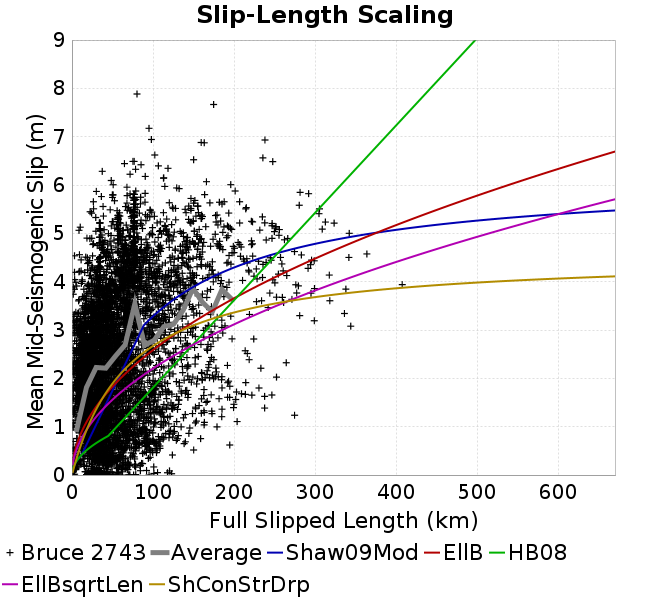 Slip-Length Scaling
9
8
7
6
5
4
3
2
1
0
Mean Mid-Seismogenic Slip (m)
0 100 200 300 400 500 600
Full Slipped Length (km)
Bruce 2743 Average Shaw09Mod EllB HB08
EllBsqrtLen ShConStrDrp